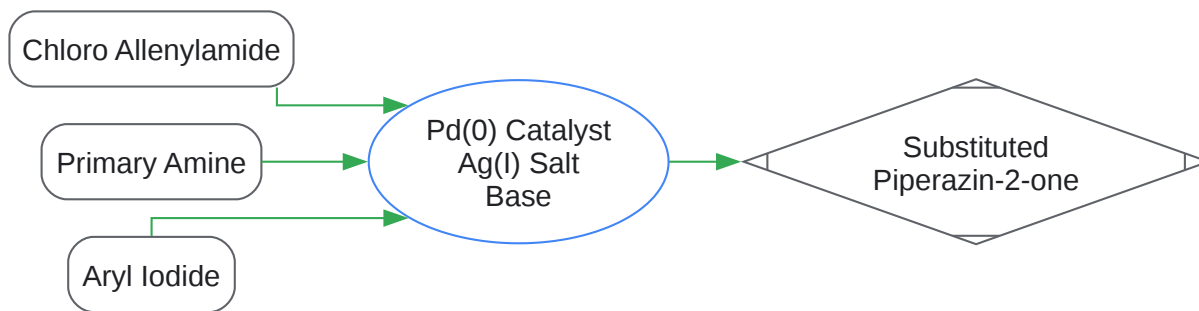 Chloro Allenylamide
Primary Amine
Aryl Iodide
Pd(0) Catalyst
Ag(I) Salt
Base
Substituted
Piperazin-2-one